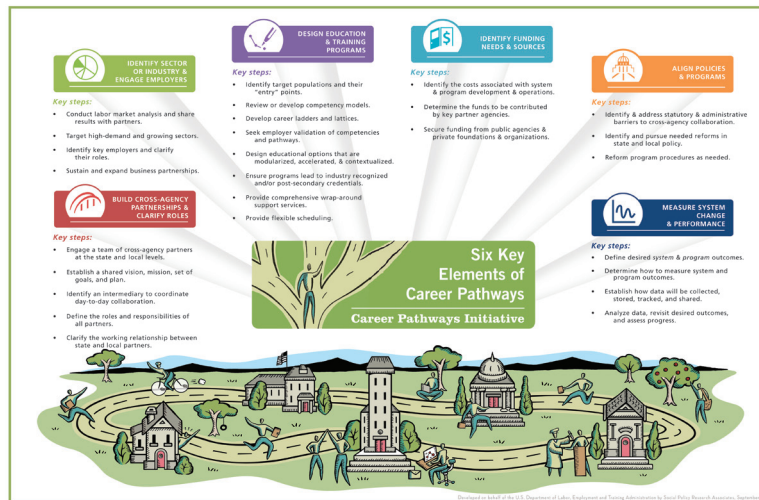 IDENTIFY SECTOR
OR INDUSTRY &
ENGAGE EMPLOYERS
Key steps:
• Conduct labor market analysis and share
results with partners.
• Target high-demand and growing sectors.
• Identify key employers and clarify
their roles.
• Sustain and expand business partnerships.
DESIGN EDUCATION
& TRAINING
PROGRAMS
Key steps:
• Identify target populations and their
"entry" points.
• Review or develop competency models.
• Develop career ladders and lattices.
• Seek employer validation of competencies
and pathways.
• Design educational options that are
modularized, accelerated, & contextualized.
• Ensure programs lead to industry recognized
and/or post-secondary credentials.
• Provide comprehensive wrap-around
support services.
• Provide flexible scheduling.
IDENTIFY FUNDING
NEEDS & SOURCES
Key steps:
• Identify the costs associated with system
& program development & operations.
• Determine the funds to be contributed
by key partner agencies.
• Secure funding from public agencies &
private foundations & organizations.
ALIGN POLICIES
& PROGRAMS
Key steps:
• Identify & address statutory & administrative
barriers to cross-agency collaboration.
• Identify and pursue needed reforms in
state and local policy.
• Reform program procedures as needed.
BUILD CROSS-AGENCY
PARTNERSHIPS &
CLARIFY ROLES
Key steps:
• Engage a team of cross-agency partners
at the state and local levels.
• Establish a shared vision, mission, set of
goals, and plan.
• Identify an intermediary to coordinate
day-to-day collaboration.
• Define the roles and responsibilities of
all partners.
• Clarify the working relationship between
state and local partners.
Six Key
Elements of
Career Pathways
Career Pathways Initiative
MEASURE SYSTEM
CHANGE
& PERFORMANCE
Key steps:
• Define desired system & program outcomes.
• Determine how to measure system and
program outcomes.
• Establish how data will be collected,
stored, tracked, and shared.
• Analyze data, revisit desired outcomes,
and assess progress.
Developed on behalf of the U.S. Department of Labor, Employment and Training Administration by Social Policy Research Associates, September